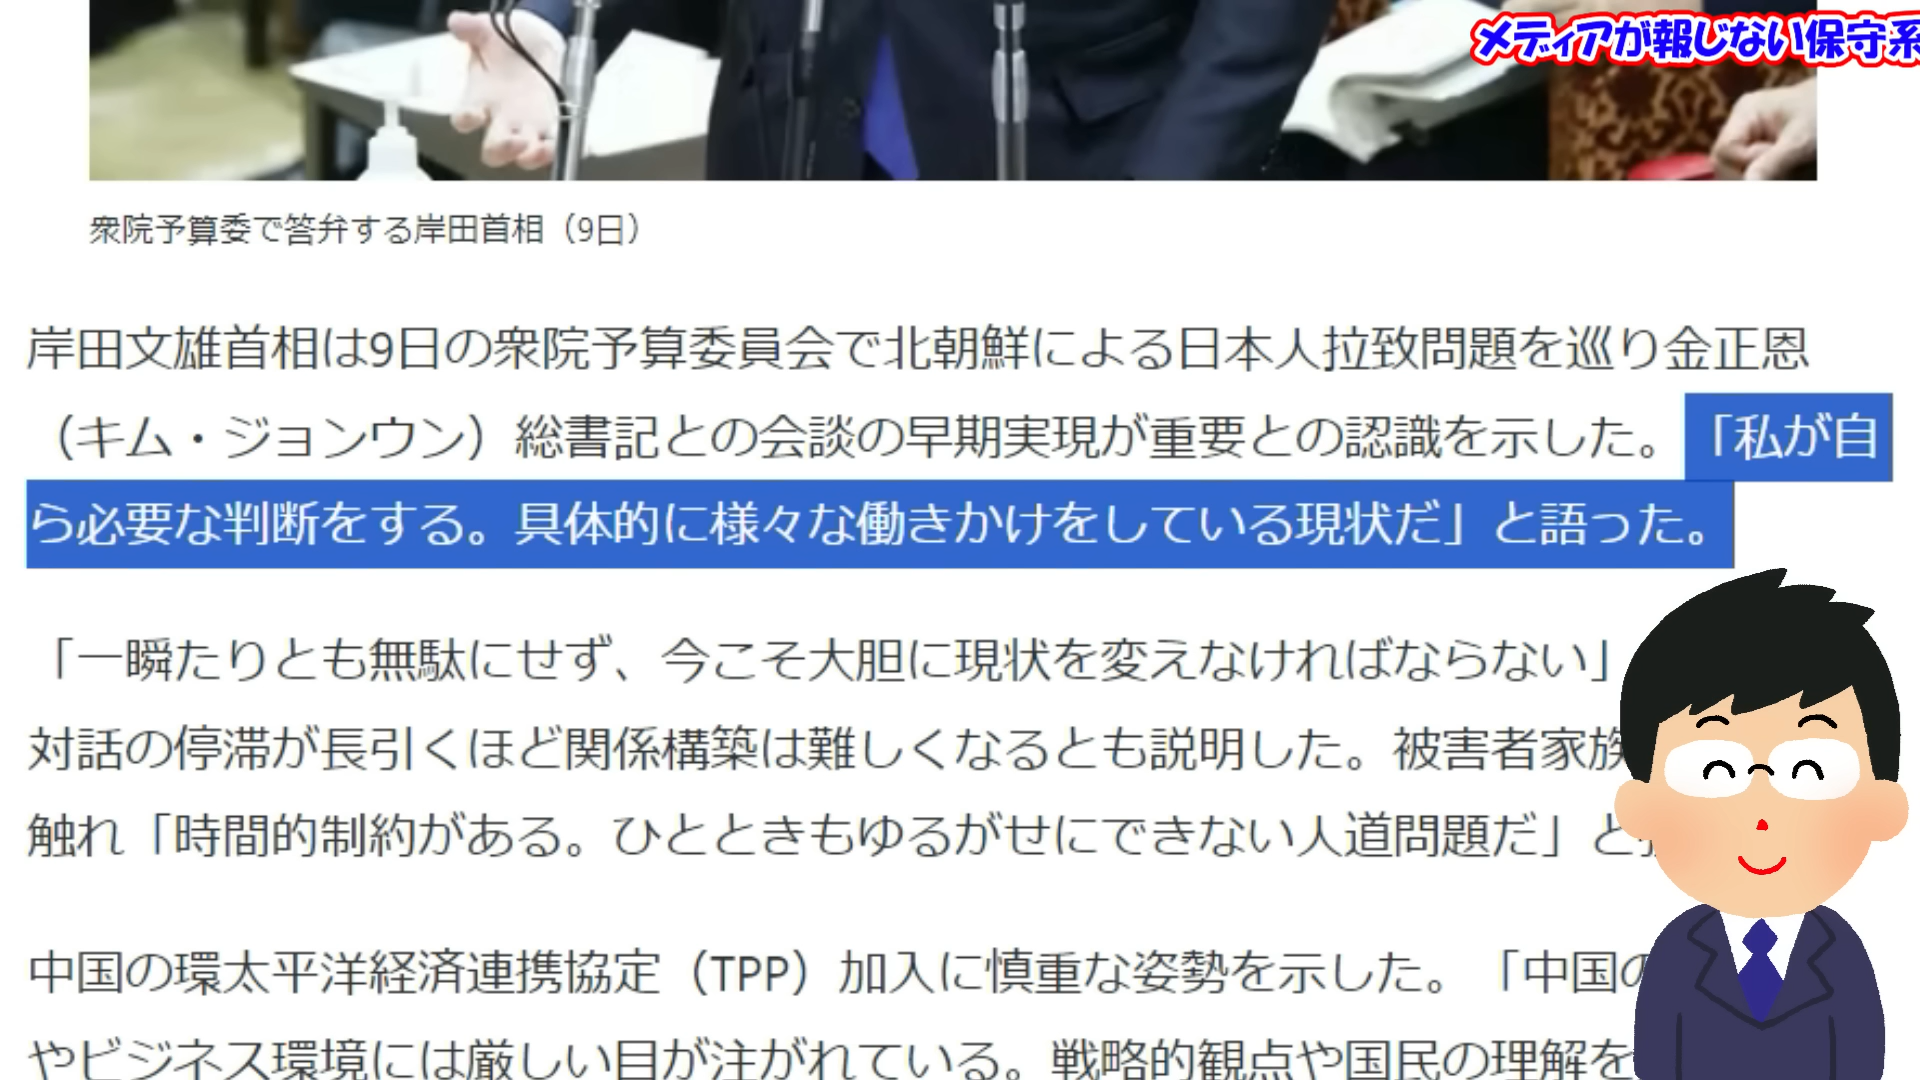 メディアが報じない保守系
衆院予算委で答弁する岸田首相（9日）
岸田文雄首相は9日の衆院予算委員会で北朝鮮による日本人拉致問題を巡り金正恩
（キム・ジョンウン）総書記との会談の早期実現が重要との認識を示した。「私が自
ら必要な判断をする。具体的に様々な働きかけをしている現状だ」と語った。
「一瞬たりとも無駄にせず、今こそ大胆に現状を変えなければならない」
対話の停滞が長引くほど関係構築は難しくなるとも説明した。被害者家族
触れ「時間的制約がある。ひとときもゆるがせにできない人道問題だ」と
中国の環太平洋経済連携協定（TPP）加入に慎重な姿勢を示した。「中国の
やビジネス環境には厳しい目が注がれている。戦略的観点や国民の理解を